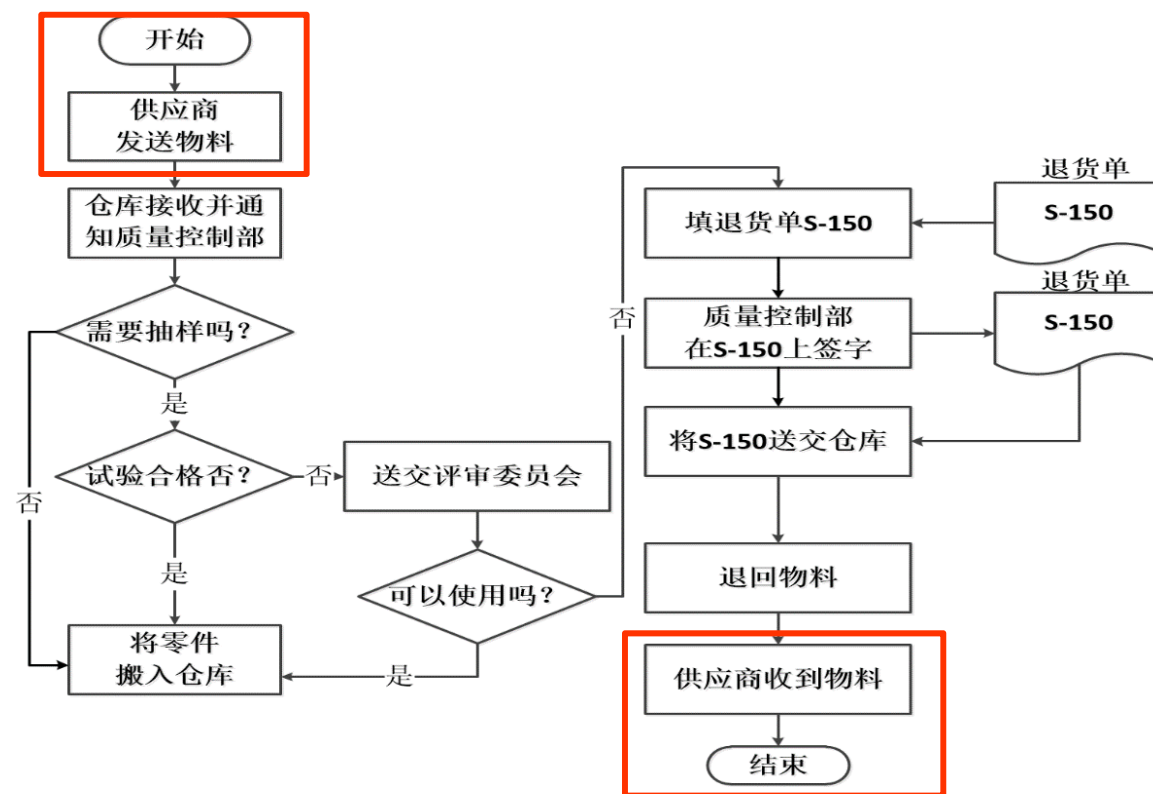 开始
供应商
发送物料
仓库接收并通
知质量控制部
需要抽样吗？
是
否
试验合格否？
否
送交评审委员会
是
可以使用吗？
是
将零件
搬入仓库
否
填退货单S-150
退货单
S-150
质量控制部
在S-150上签字
退货单
S-150
将S-150送交仓库
退回物料
供应商收到物料
结束